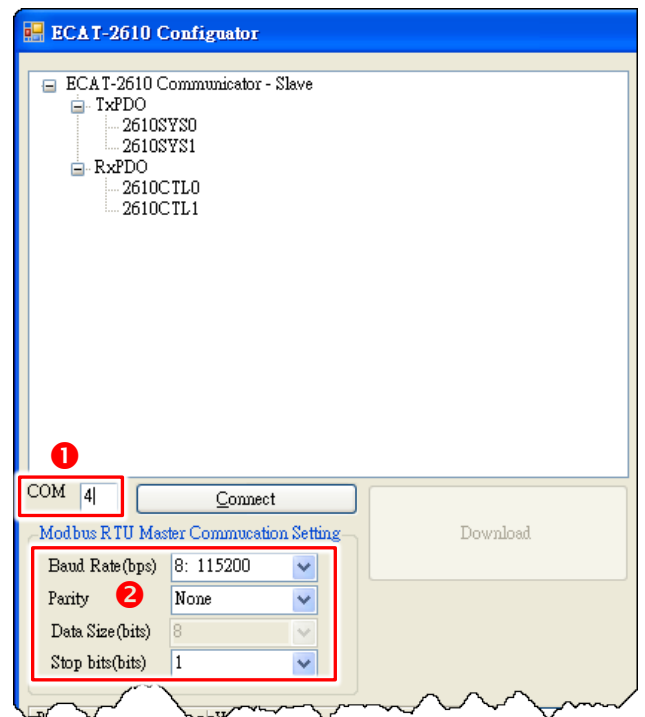 ECAT-2610 Configuator
ECAT-2610 Communicator - Slave
TxPDO
2610SYS0
2610SYS1
RxPDO
2610CTL0
2610CTL1
1
COM 4
Connect
Download
Modbus RTU Master Commucation Setting
Baud Rate(bps) 8: 115200
Parity 2 None
Data Size(bits) 8
Stop bits(bits) 1